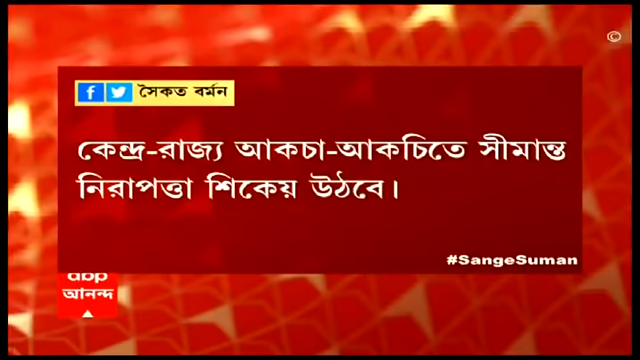 ©
f সৈকত বর্মন
কেন্দ্র-রাজ্য আকচা-আকচিতে সীমান্ত
নিরাপত্তা শিকেয় উঠবে।
#SangeSuman
abp
আনন্দ